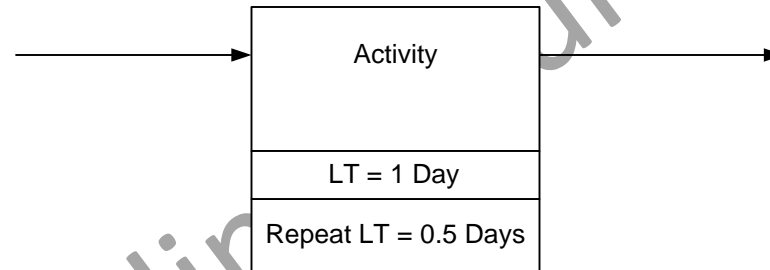 Activity
LT = 1 Day
Repeat LT = 0.5 Days